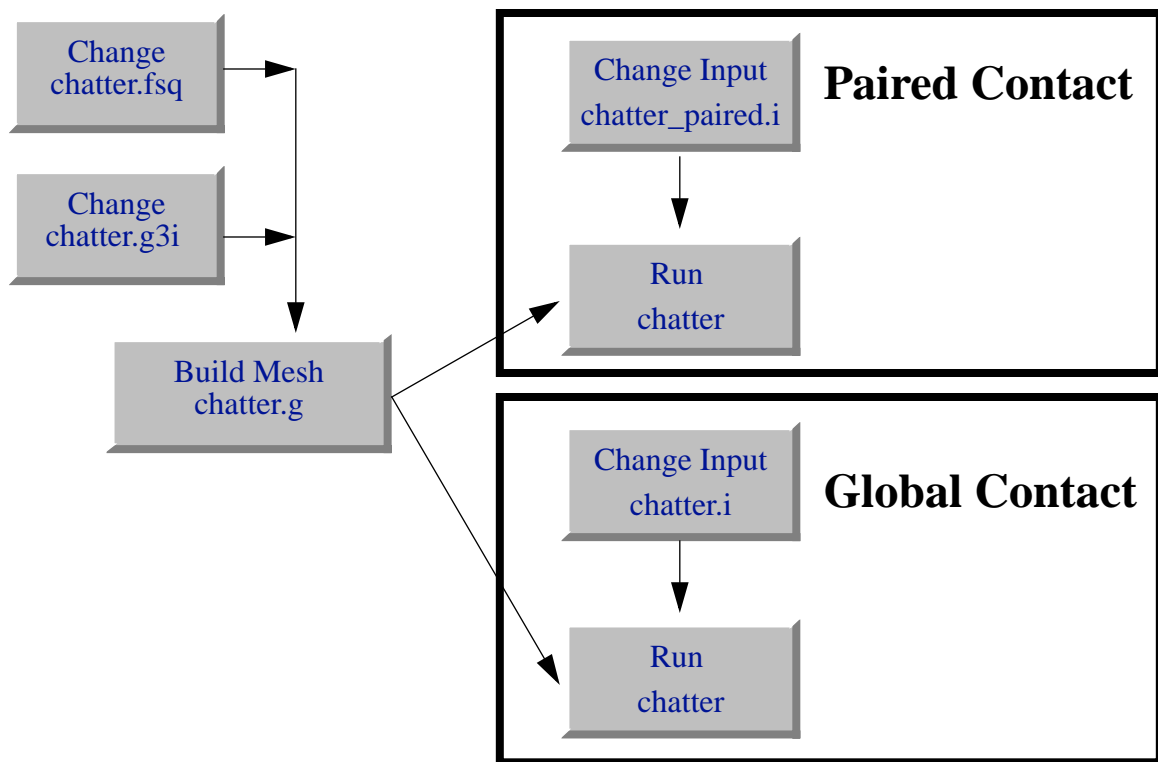 Change
chatter.fsq
Change
chatter.g3i
Build Mesh
chatter.g
Change Input
chatter_paired.i
Paired Contact
Run
chatter
Change Input
chatter.i
Global Contact
Run
chatter